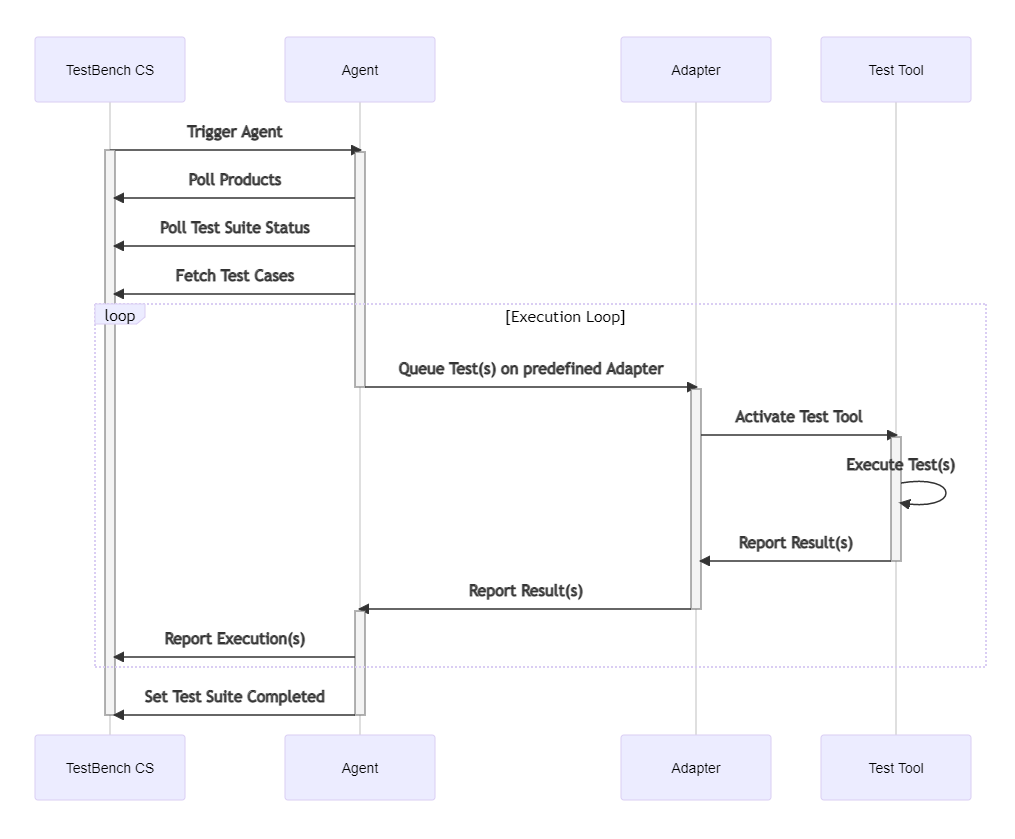 TestBench CS
Agent
Adapter
Test Tool
Trigger Agent
Poll Products
Poll Test Suite Status
Fetch Test Cases
loop
[Execution Loop]
Queue Test(s) on predefined Adapter
Activate Test Tool
Execute Test(s)
Report Result(s)
Report Result(s)
Report Execution(s)
Set Test Suite Completed
TestBench CS
Agent
Adapter
Test Tool